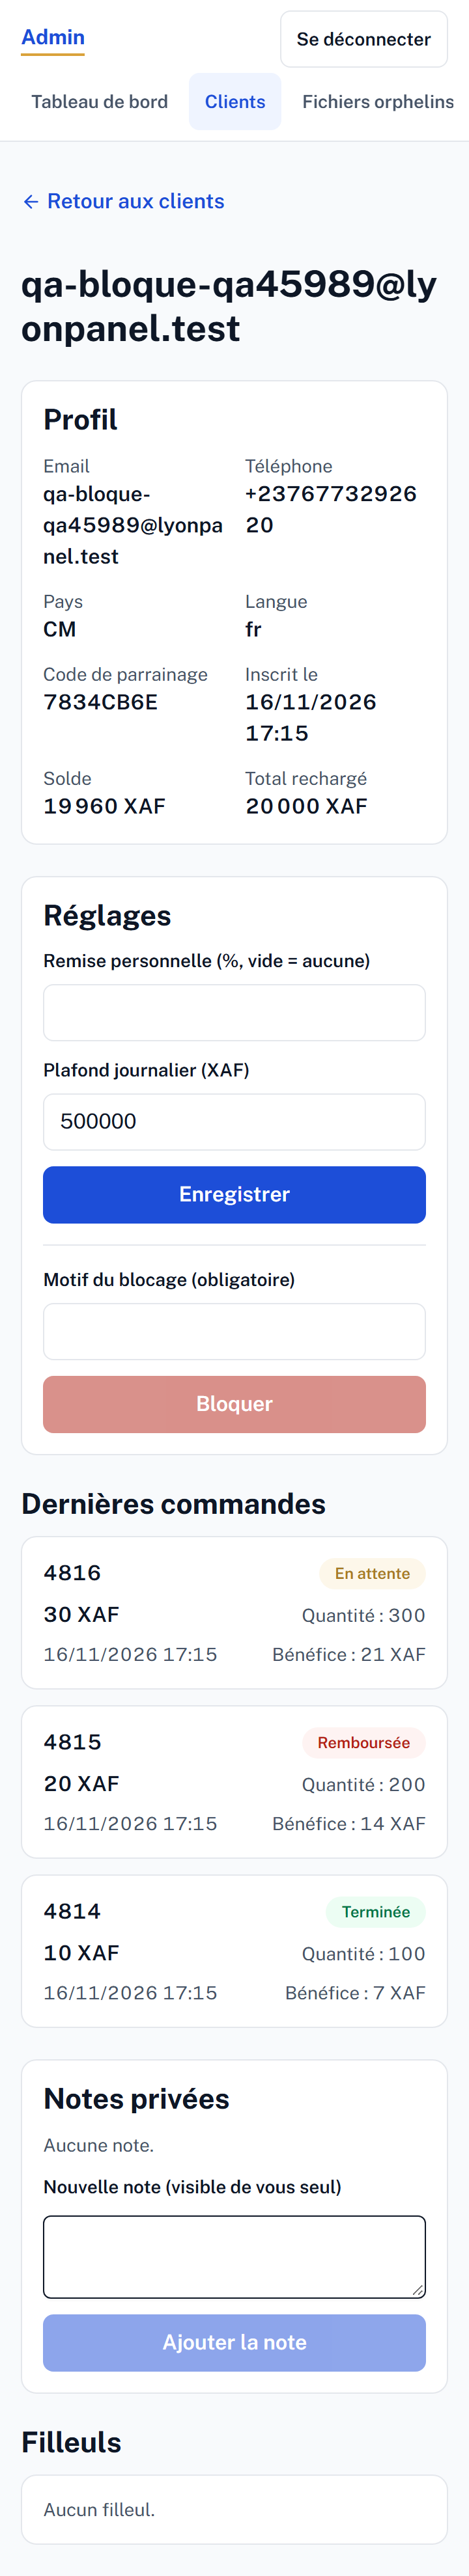 Admin
Se déconnecter
Tableau de bord
Clients
Fichiers orphelins
← Retour aux clients
qa-bloque-qa45989@ly
onpanel.test
Profil
Email
Téléphone
qa-bloque-
qa45989@lyonpa
nel.test
+23767732926
20
Pays
Langue
CM
fr
Code de parrainage
Inscrit le
7834CB6E
16/11/2026
17:15
Solde
Total rechargé
19 960 XAF
20 000 XAF
Réglages
Remise personnelle (%, vide = aucune)
Plafond journalier (XAF)
500000
Enregistrer
Motif du blocage (obligatoire)
Bloquer
Dernières commandes
4816
En attente
30 XAF
Quantité : 300
16/11/2026 17:15
Bénéfice : 21 XAF
4815
Remboursée
20 XAF
Quantité : 200
16/11/2026 17:15
Bénéfice : 14 XAF
4814
Terminée
10 XAF
Quantité : 100
16/11/2026 17:15
Bénéfice : 7 XAF
Notes privées
Aucune note.
Nouvelle note (visible de vous seul)
Ajouter la note
Filleuls
Aucun filleul.